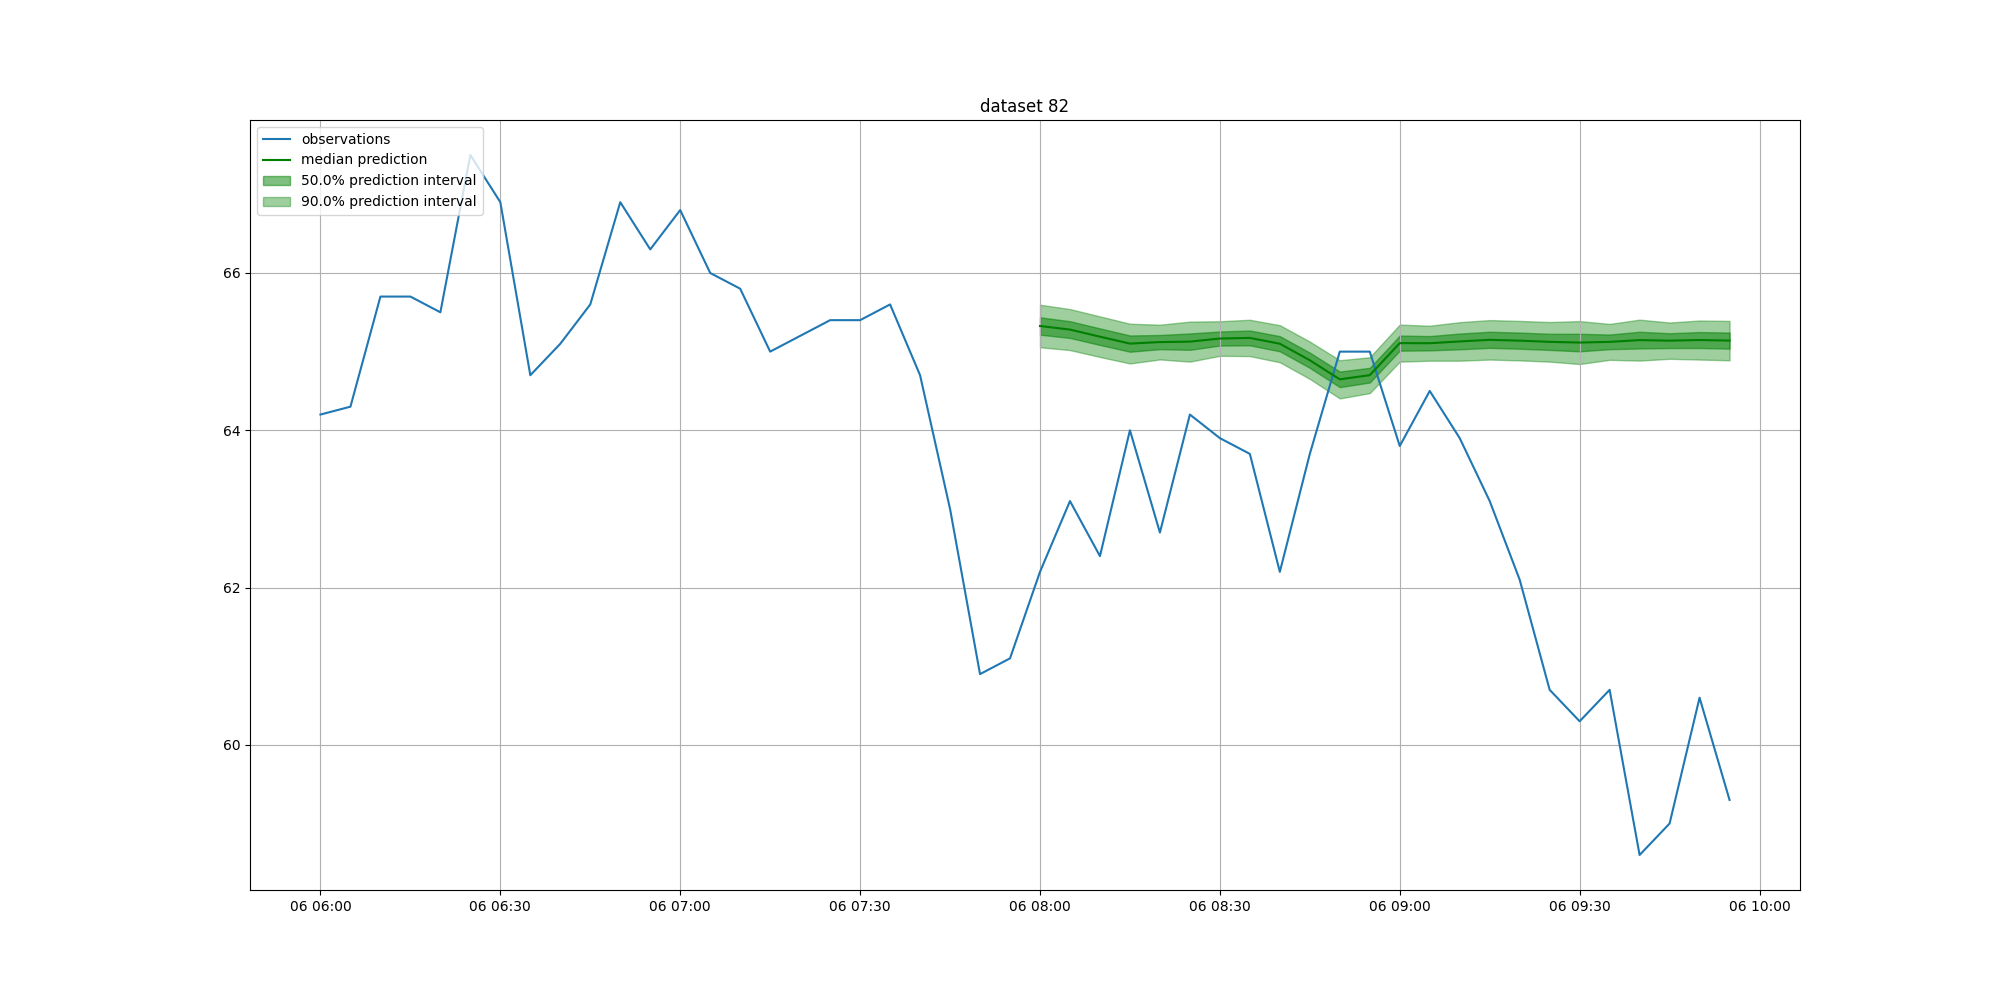 dataset 82
observations
median prediction
50.0% prediction interval
90.0% prediction interval
66
64
62
60
06 06:00 06 06:30 06 07:00 06 07:30 06 08:00 06 08:30 06 09:00 06 09:30 06 10:00